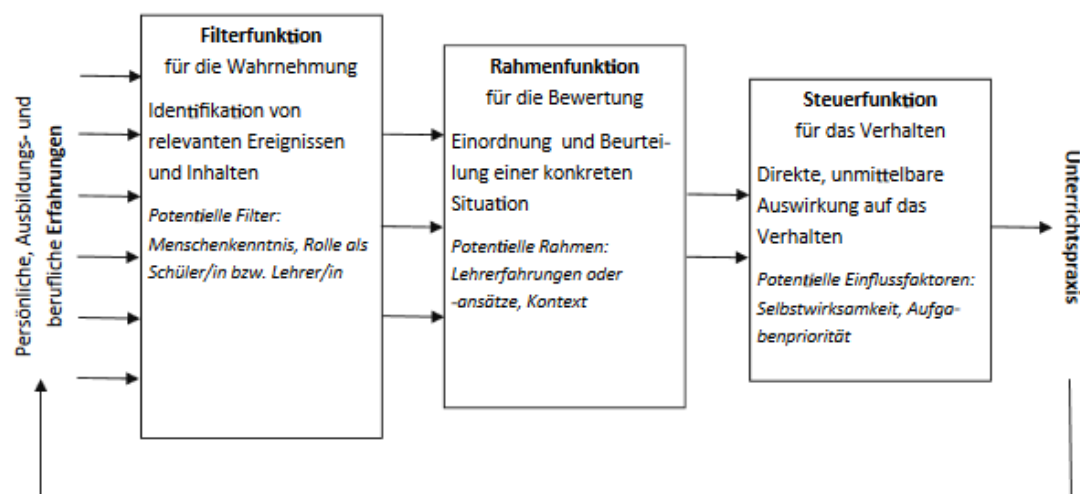 Persönliche, Ausbildungs- und
berufliche Erfahrungen
Filterfunktion
für die Wahrnehmung
Identifikation von
relevanten Ereignissen
und Inhalten
Potentielle Filter:
Menschenkenntnis, Rolle als
Schüler/in bzw. Lehrer/in
Rahmenfunktion
für die Bewertung
Einordnung und Beurtei-
lung einer konkreten
Situation
Potentielle Rahmen:
Lehrerfahrungen oder
-ansätze, Kontext
Steuerfunktion
für das Verhalten
Direkte, unmittelbare
Auswirkung auf das
Verhalten
Potentielle Einflussfaktoren:
Selbstwirksamkeit, Aufga-
benpriorität
Unterrichtspraxis